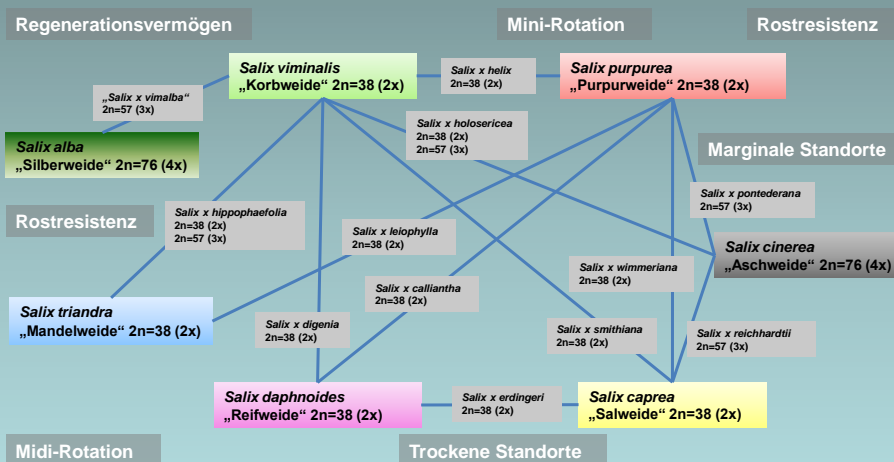 Regenerationsvermögen
Mini-Rotation
Rostresistenz
Salix viminalis
„Korbweide“ 2n=38 (2x)
Salix x helix
2n=38 (2x)
Salix purpurea
„Purpurweide“ 2n=38 (2x)
„Salix x vimalba“
2n=57 (3x)
Salix x holosericea
2n=38 (2x)
2n=57 (3x)
Salix alba
„Silberweide“ 2n=76 (4x)
Marginale Standorte
Salix x pontederana
2n=57 (3x)
Rostresistenz
Salix x hippophaefolia
2n=38 (2x)
2n=57 (3x)
Salix x leiophylla
2n=38 (2x)
Salix cinerea
„Aschweide“ 2n=76 (4x)
Salix x calliantha
2n=38 (2x)
Salix x wimmeriana
2n=38 (2x)
Salix triandra
„Mandelweide“ 2n=38 (2x)
Salix x digenia
2n=38 (2x)
Salix x smithiana
2n=38 (2x)
Salix x reichhardtii
2n=57 (3x)
Salix daphnoides
„Reifweide“ 2n=38 (2x)
Salix x erdingeri
2n=38 (2x)
Salix caprea
„Salweide“ 2n=38 (2x)
Midi-Rotation
Trockene Standorte